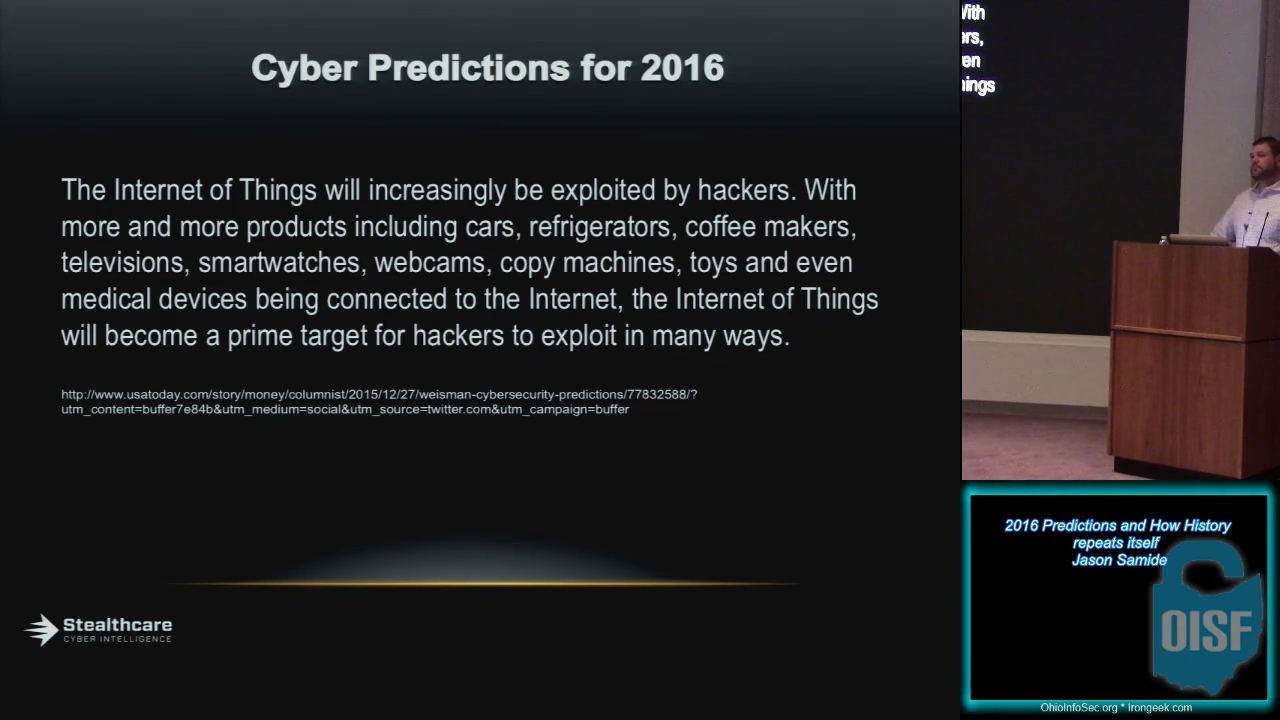 Cyber Predictions for 2016
The Internet of Things will increasingly be exploited by hackers. With
more and more products including cars, refrigerators, coffee makers,
televisions, smartwatches, webcams, copy machines, toys and even
medical devices being connected to the Internet, the Internet of Things
will become a prime target for hackers to exploit in many ways.
http://www.usatoday.com/story/money/columnist/2015/12/27/weisman-cybersecurity-predictions/77832588/?
utm_content=buffer7e84b&utm_medium=social&utm_source=twitter.com&utm_campaign=buffer
Stealthcare
CYBER INTELLIGENCE
With
ers,
en
ings
2016 Predictions and How History
repeats itself
Jason Samide
OISF
OhioInfoSec.org * Irongeek.com